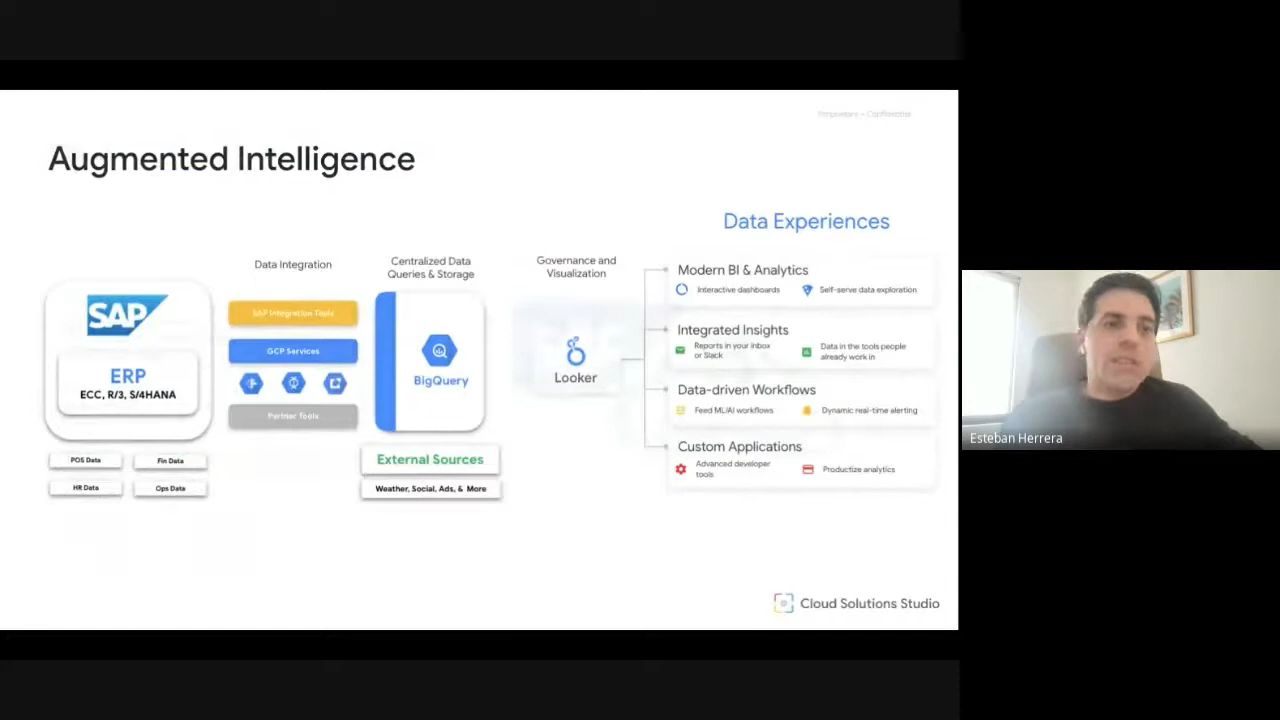 Proprietary + Confidential
Augmented Intelligence
Data Experiences
Data Integration
Centralized Data
Queries & Storage
Governance and
Visualization
SAP
ERP
ECC, R/3, S/4HANA
POS Data
Fin Data
HR Data
Ops Data
SAP Integration Tools
GCP Services
Partner Tools
BigQuery
External Sources
Weather, Social, Ads, & More
Looker
Modern BI & Analytics
Interactive dashboards
Self-serve data exploration
Integrated Insights
Reports in your inbox
or Slack
Data in the tools people
already work in
Data-driven Workflows
Feed ML/AI workflows
Dynamic real-time alerting
Custom Applications
Advanced developer
tools
Productize analytics
Cloud Solutions Studio
Esteban Herrera